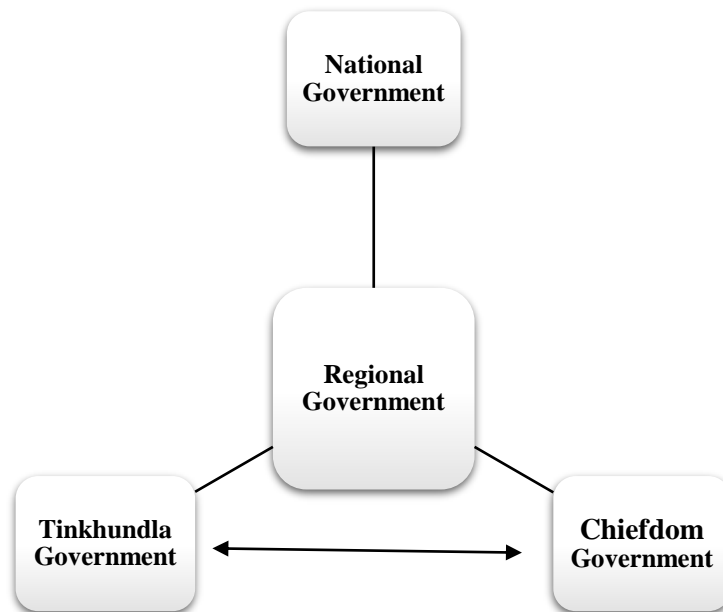 National
Government
Regional
Government
Tinkhundla
Government
Chiefdom
Government